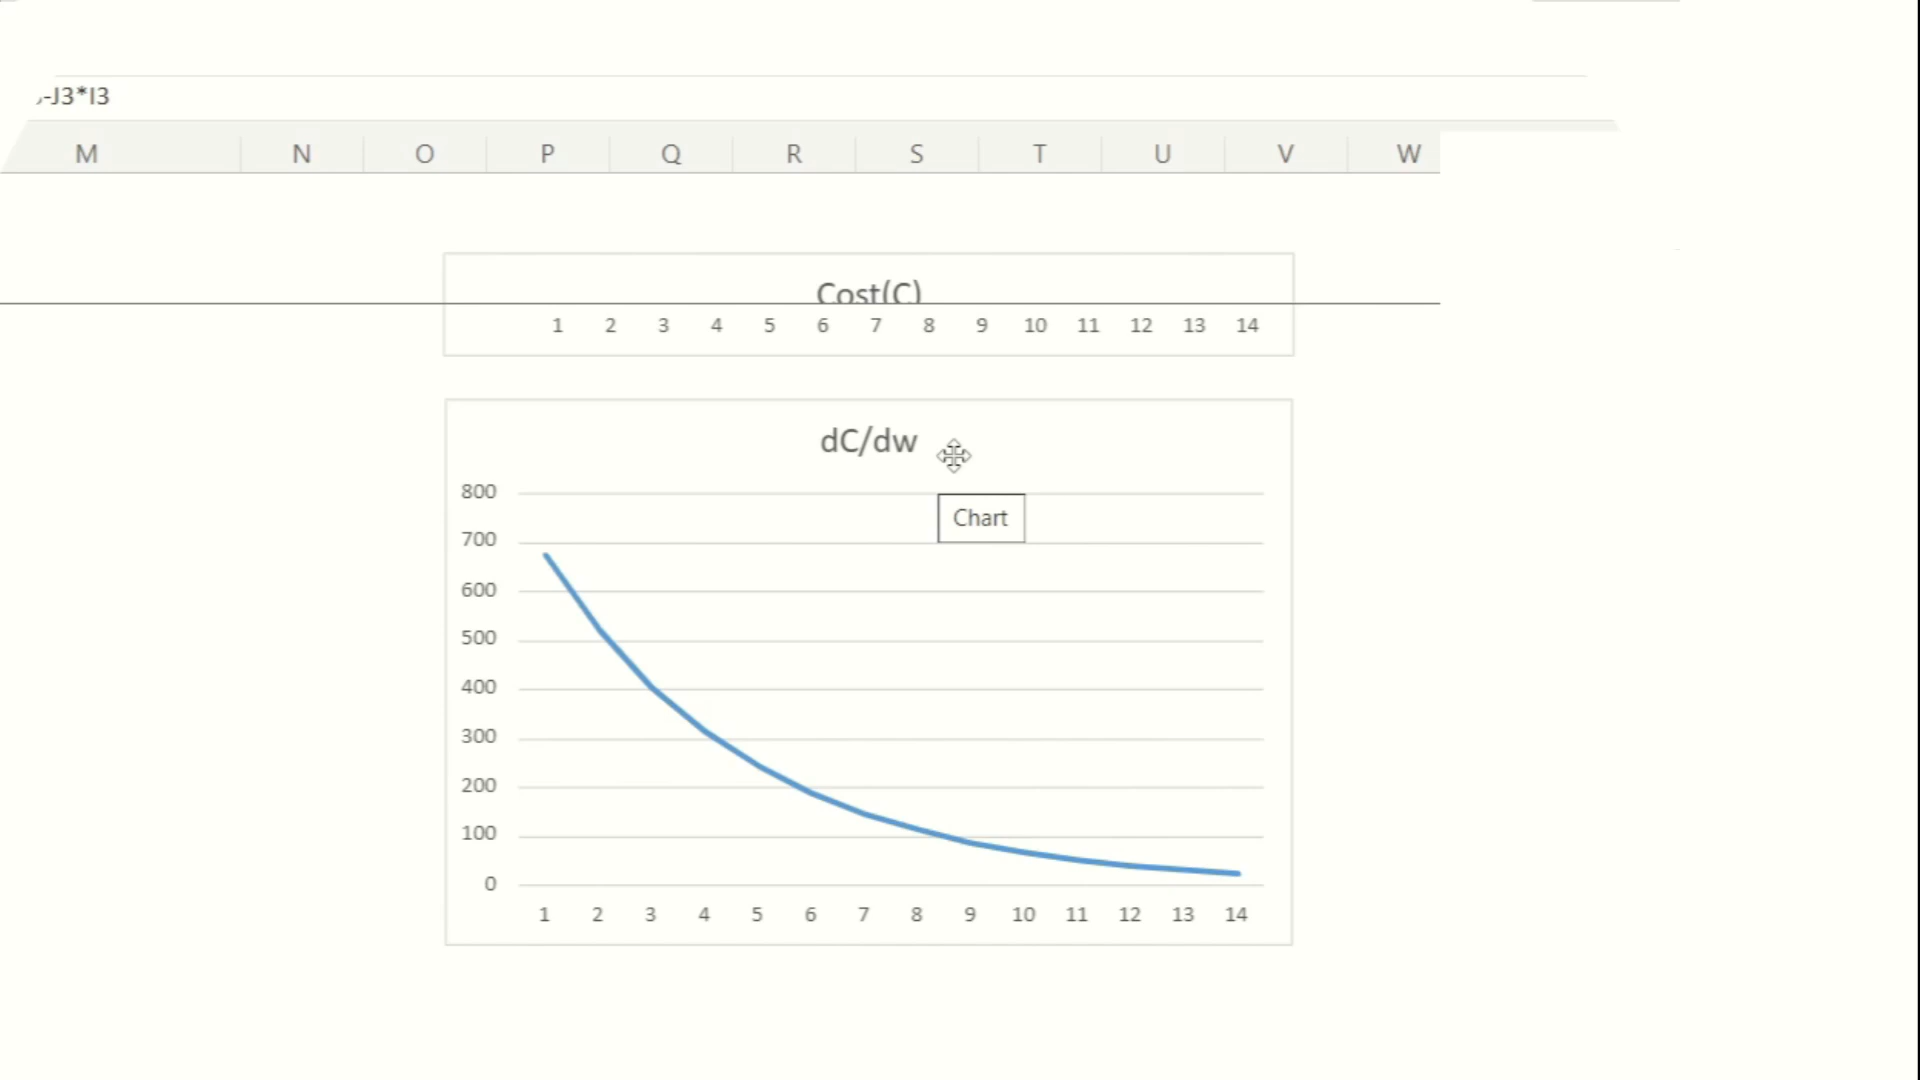 -J3*I3
M N O P Q R S T U V W
Cost(C)
1 2 3 4 5 6 7 8 9 10 11 12 13 14
dC/dw
Chart
800
700
600
500
400
300
200
100
0
1 2 3 4 5 6 7 8 9 10 11 12 13 14